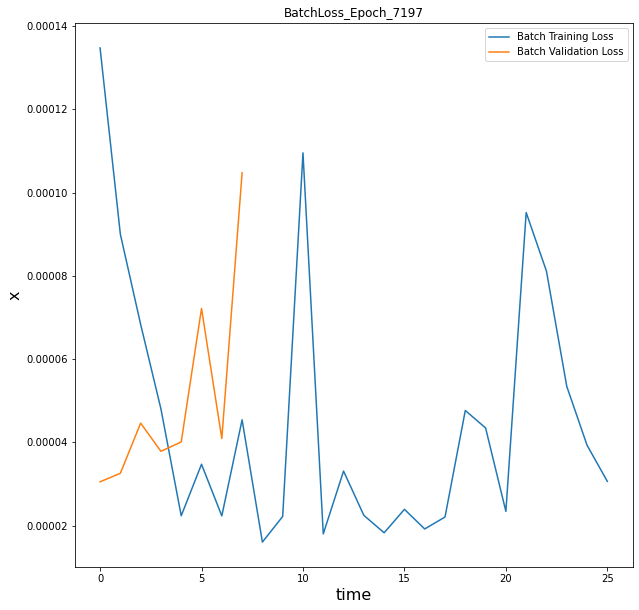 BatchLoss_Epoch_7197
Batch Training Loss
Batch Validation Loss
0.00014
0.00012
0.00010
0.00008
0.00006
0.00004
0.00002
x
0 5 10 15 20 25
time